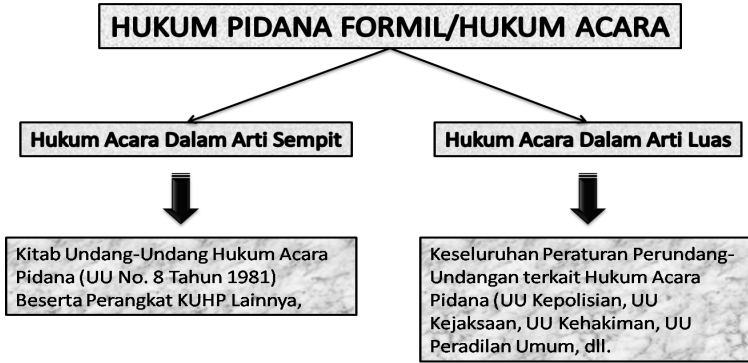 HUKUM PIDANA FORMIL/HUKUM ACARA
Hukum Acara Dalam Arti Sempit
Hukum Acara Dalam Arti Luas
Kitab Undang-Undang Hukum Acara
Pidana (UU No. 8 Tahun 1981)
Beserta Perangkat KUHP Lainnya,
Keseluruhan Peraturan Perundang-
Undangan terkait Hukum Acara
Pidana (UU Kepolisian, UU
Kejaksaan, UU Kehakiman, UU
Peradilan Umum, dll.